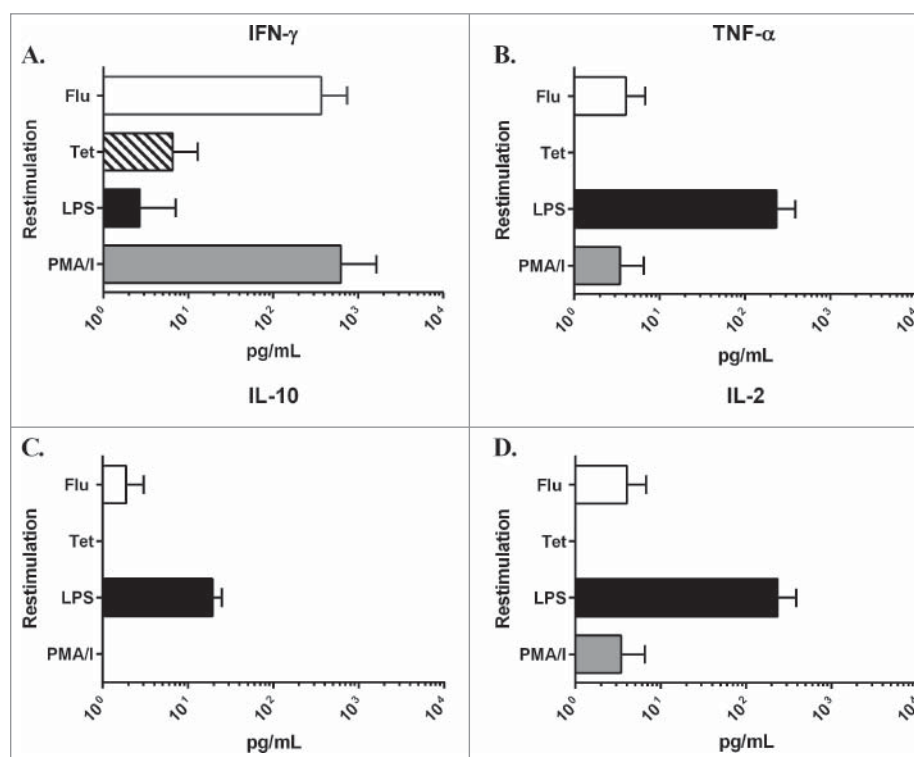 IFN-γ
A.
Restimulation
Flu
Tet
LPS
PMA/I
10⁰ 10¹ 10² 10³ 10⁴
pg/mL
TNF-α
B.
Restimulation
Flu
Tet
LPS
PMA/I
10⁰ 10¹ 10² 10³ 10⁴
pg/mL
IL-10
C.
Restimulation
Flu
Tet
LPS
PMA/I
10⁰ 10¹ 10² 10³ 10⁴
pg/mL
IL-2
D.
Restimulation
Flu
Tet
LPS
PMA/I
10⁰ 10¹ 10² 10³ 10⁴
pg/mL